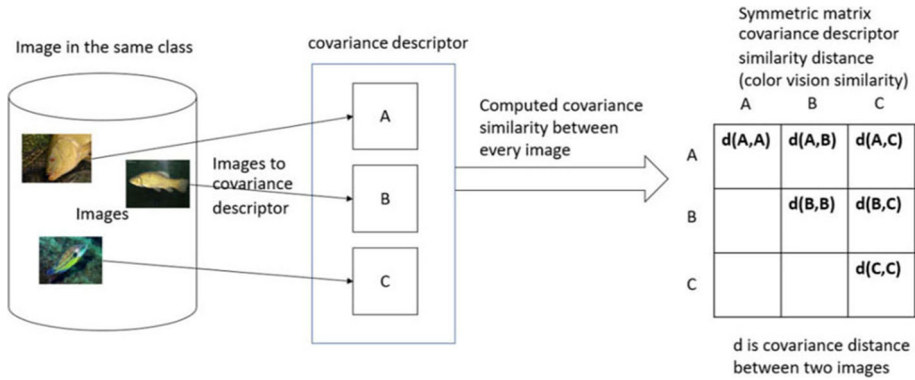 Image in the same class
Images
Images to
covariance
descriptor
covariance descriptor
A
B
C
Computed covariance
similarity between
every image
Symmetric matrix
covariance descriptor
similarity distance
(color vision similarity)
A B C
A d(A,A) d(A,B) d(A,C)
B d(B,B) d(B,C)
C d(C,C)
d is covariance distance
between two images